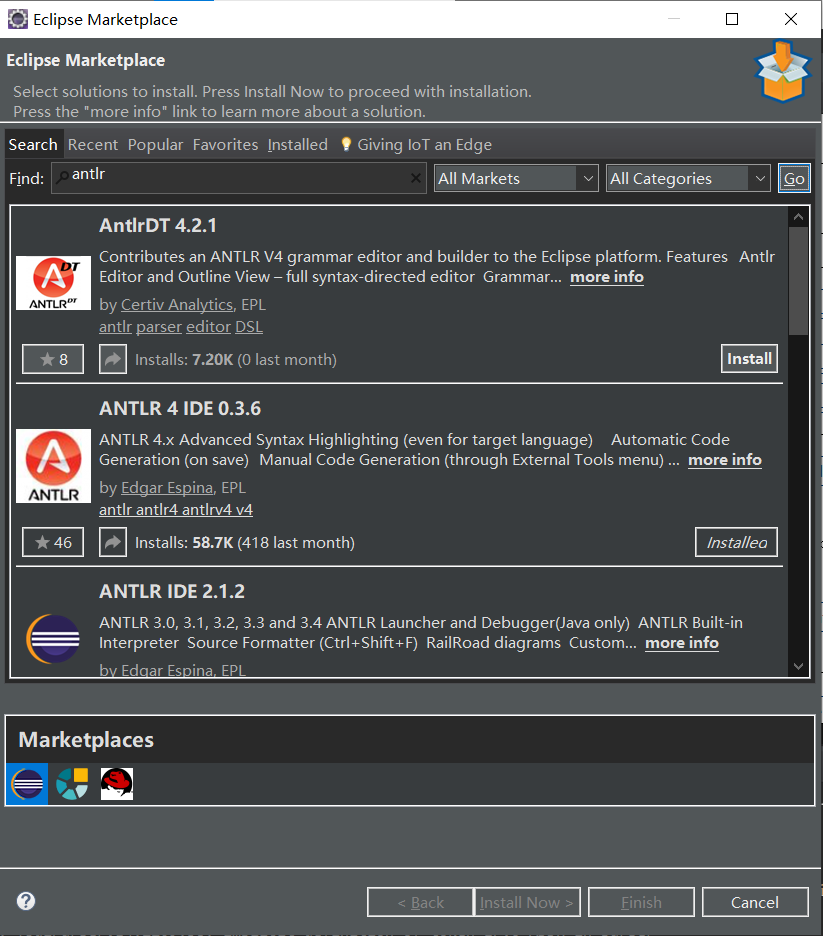 Eclipse Marketplace
Eclipse Marketplace
Select solutions to install. Press Install Now to proceed with installation.
Press the "more info" link to learn more about a solution.
Search Recent Popular Favorites Installed Giving IoT an Edge
Find: antlr All Markets All Categories Go
AntlrDT 4.2.1
Contributes an ANTLR V4 grammar editor and builder to the Eclipse platform. Features Antlr
Editor and Outline View – full syntax-directed editor Grammar... more info
DT
ANTLRDT
by Certiv Analytics, EPL
antlr parser editor DSL
8 Installs: 7.20K (0 last month) Install
ANTLR 4 IDE 0.3.6
ANTLR 4.x Advanced Syntax Highlighting (even for target language) Automatic Code
Generation (on save) Manual Code Generation (through External Tools menu) ... more info
ANTLR
by Edgar Espina, EPL
antlr antlr4 antlrv4 v4
46 Installs: 58.7K (418 last month) Installed
ANTLR IDE 2.1.2
ANTLR 3.0, 3.1, 3.2, 3.3 and 3.4 ANTLR Launcher and Debugger(Java only) ANTLR Built-in
Interpreter Source Formatter (Ctrl+Shift+F) RailRoad diagrams Custom... more info
by Edgar Espina, EPL
Marketplaces
? < Back Install Now > Finish Cancel